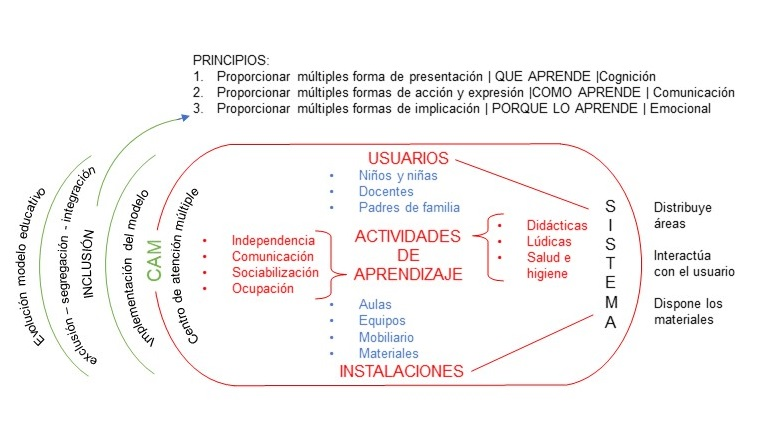 PRINCIPIOS:
1. Proporcionar múltiples forma de presentación | QUE APRENDE |Cognición
2. Proporcionar múltiples formas de acción y expresión |COMO APRENDE | Comunicación
3. Proporcionar múltiples formas de implicación | PORQUE LO APRENDE | Emocional
Evolución modelo educativo
exclusión – segregación - integración
INCLUSIÓN
Implementación del modelo
CAM
Centro de atención múltiple
USUARIOS
• Niños y niñas
• Docentes
• Padres de familia
• Independencia
• Comunicación
• Sociabilización
• Ocupación
ACTIVIDADES
DE
APRENDIZAJE
• Didácticas
• Lúdicas
• Salud e
higiene
• Aulas
• Equipos
• Mobiliario
• Materiales
INSTALACIONES
SISTEMA
Distribuye
áreas
Interactúa
con el usuario
Dispone los
materiales